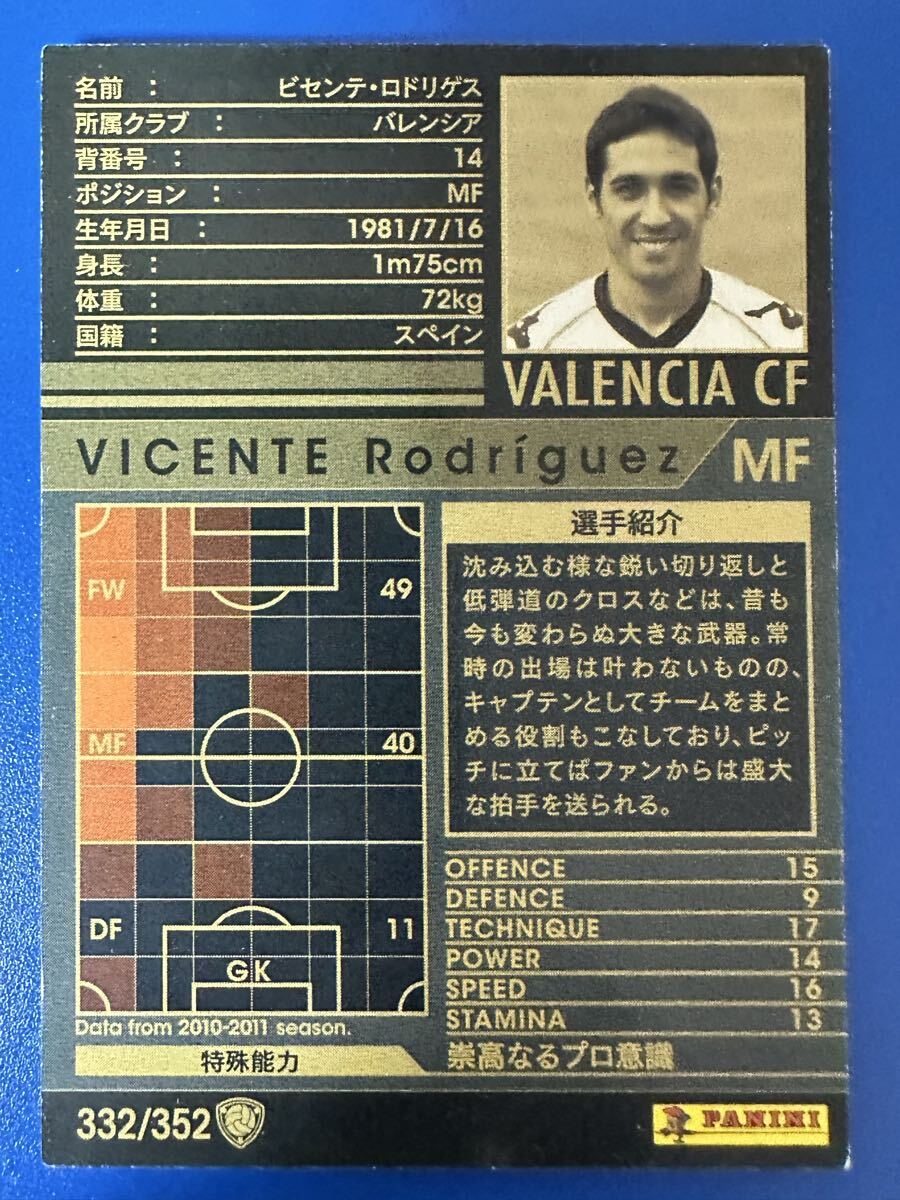 名前 : ビセンテ・ロドリゲス
所属クラブ : バレンシア
背番号 : 14
ポジション : MF
生年月日 : 1981/7/16
身長 : 1m75cm
体重 : 72kg
国籍 : スペイン
VALENCIA CF
VICENTE Rodríguez MF
FW 49
MF 40
DF 11
GK
Data from 2010-2011 season.
選手紹介
沈み込む様な鋭い切り返しと
低弾道のクロスなどは、昔も
今も変わらぬ大きな武器。常
時の出場は叶わないものの、
キャプテンとしてチームをまと
める役割もこなしており、ピッ
チに立てばファンからは盛大
な拍手を送られる。
OFFENCE 15
DEFENCE 9
TECHNIQUE 17
POWER 14
SPEED 16
STAMINA 13
特殊能力 崇高なるプロ意識
332/352
PANINI